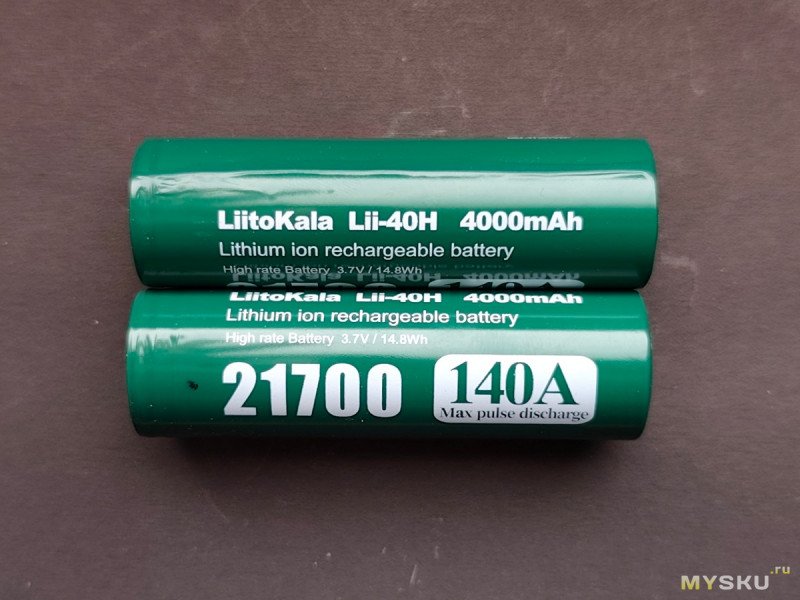 LiitoKala Lii-40H 4000mAh
Lithium ion rechargeable battery
High rate Battery 3.7V / 14.8Wh
LiitoKala Lii-40H 4000mAh
Lithium ion rechargeable battery
High rate Battery 3.7V / 14.8Wh
21700 140A
Max pulse discharge
MYSKU.ru